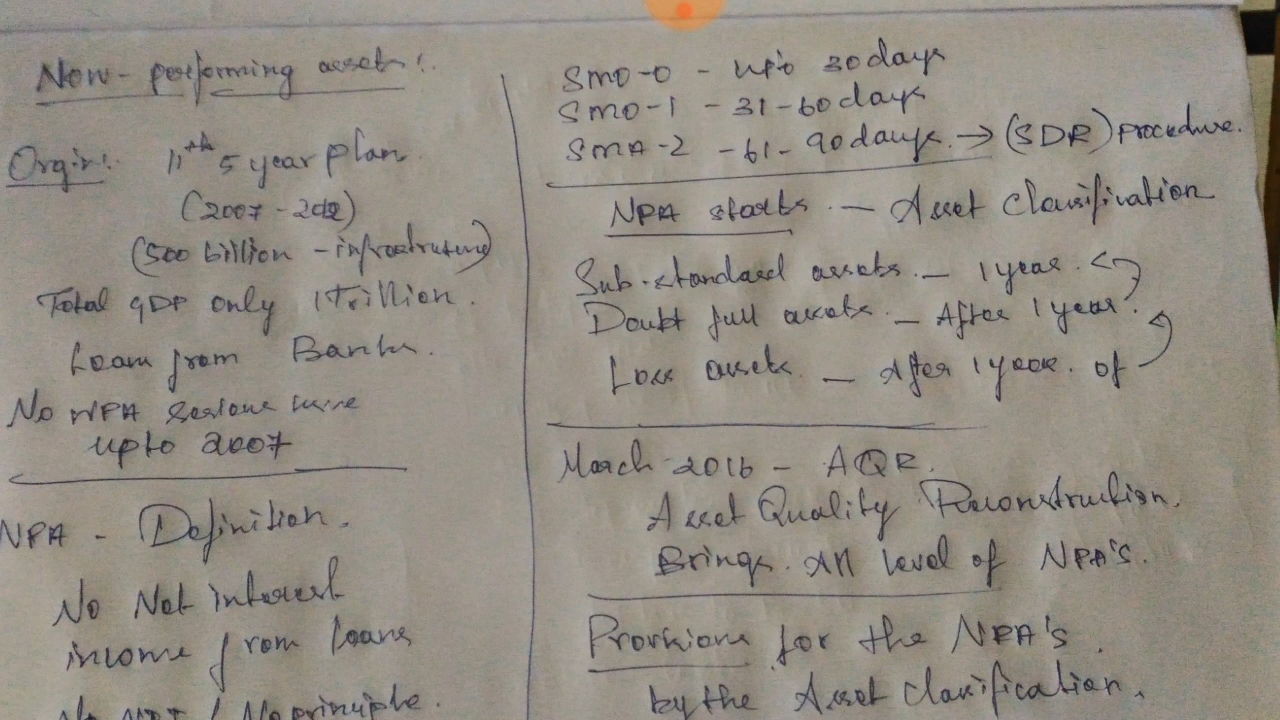 Non-performing assets:
Orgin: 11th 5 year plan.
(2007-2012)
(500 billion - infrastructure)
Total GDP only 1 Trillion.
Loan from Banks.
No NPA
upto 2007
NPA - Definition.
No Net interest
income from loans
No principle.
SMO-0 - upto 30 days
SMO-1 - 31-60 days
SMA-2 - 61-90 days. → (SDR) procedure.
NPA starts. - Asset Classification
Sub-standard assets. - 1 year.
Doubt full assets. - After 1 year.
Loss assets. - After 1 year. of
March-2016 - AQR.
Asset Quality Reconstruction.
Brings. All level of NPA'S.
Provisions for the NPA's.
by the Asset Classification.